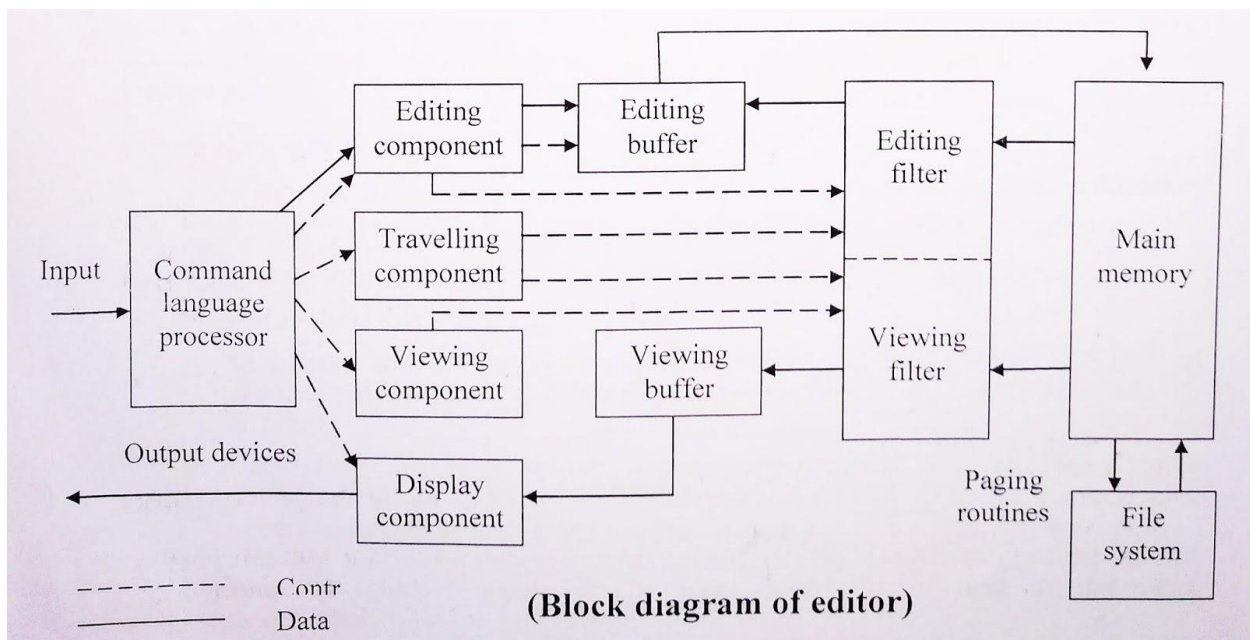 Editing
component
Editing
buffer
Editing
filter
Main
memory
Input
Command
language
processor
Travelling
component
Viewing
component
Viewing
buffer
Viewing
filter
Output devices
Display
component
Paging
routines
File
system
Contr
Data
(Block diagram of editor)